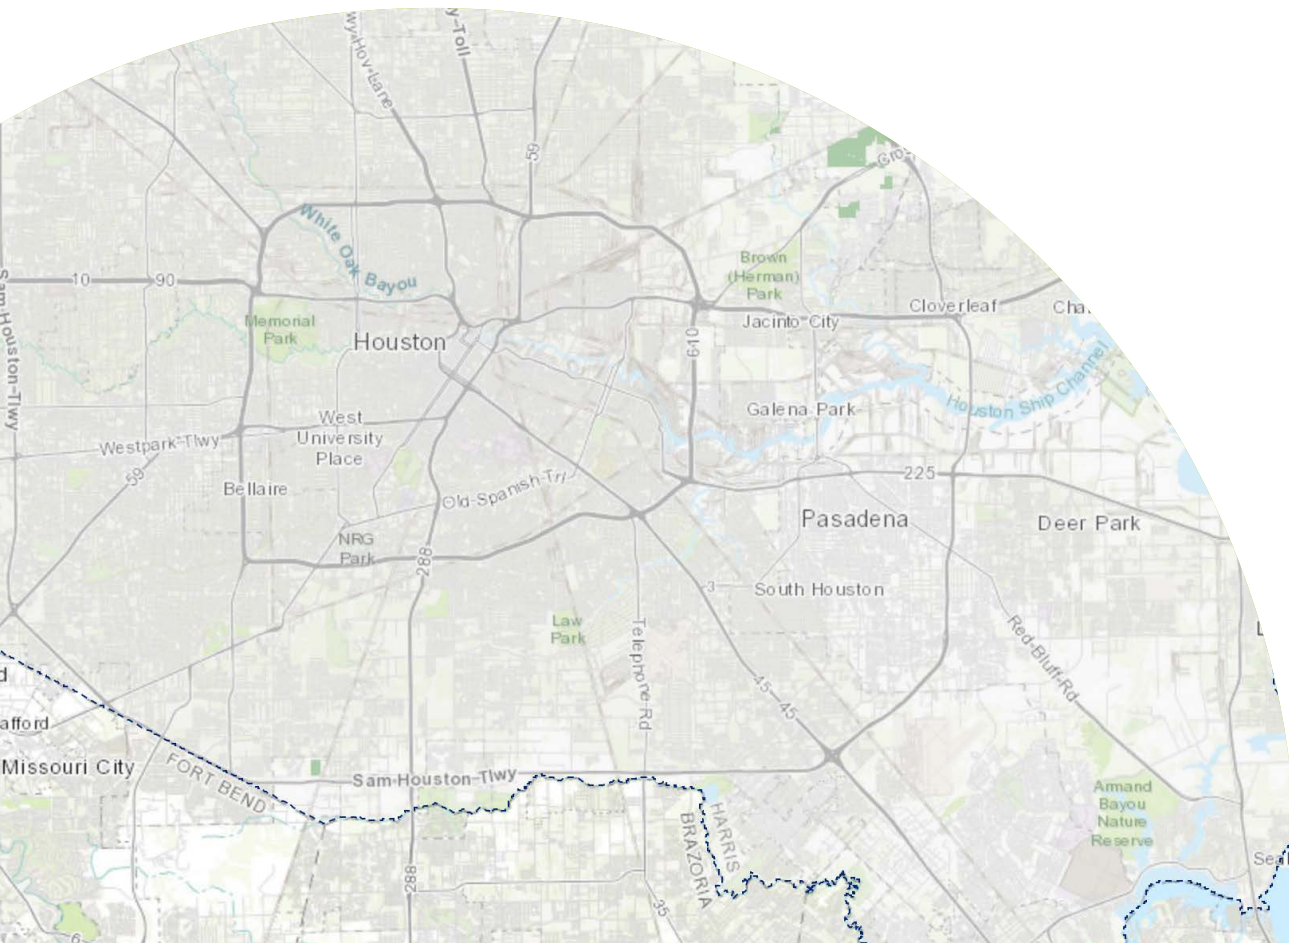 wy-Hov-Lane
y-Toll
59
White Oak Bayou
Brown
(Herman)
Park
Sam-Houston-Tlwy
10
90
Cloverleaf
Jacinto City
Memorial
Park
Houston
610
Houston Ship Channel
Galena Park
West
University
Place
Westpark-Tlwy
59
Bellaire
Old-Spanish-Trl
225
Pasadena
Deer Park
NRG
Park
288
3
South Houston
Law
Park
Telephone-Rd
Red-Bluff-Rd
45
45
d
afford
Missouri City
FORT BEND
Sam-Houston-Tlwy
HARRIS
BRAZORIA
Armand
Bayou
Nature
Reserve
288
35
6